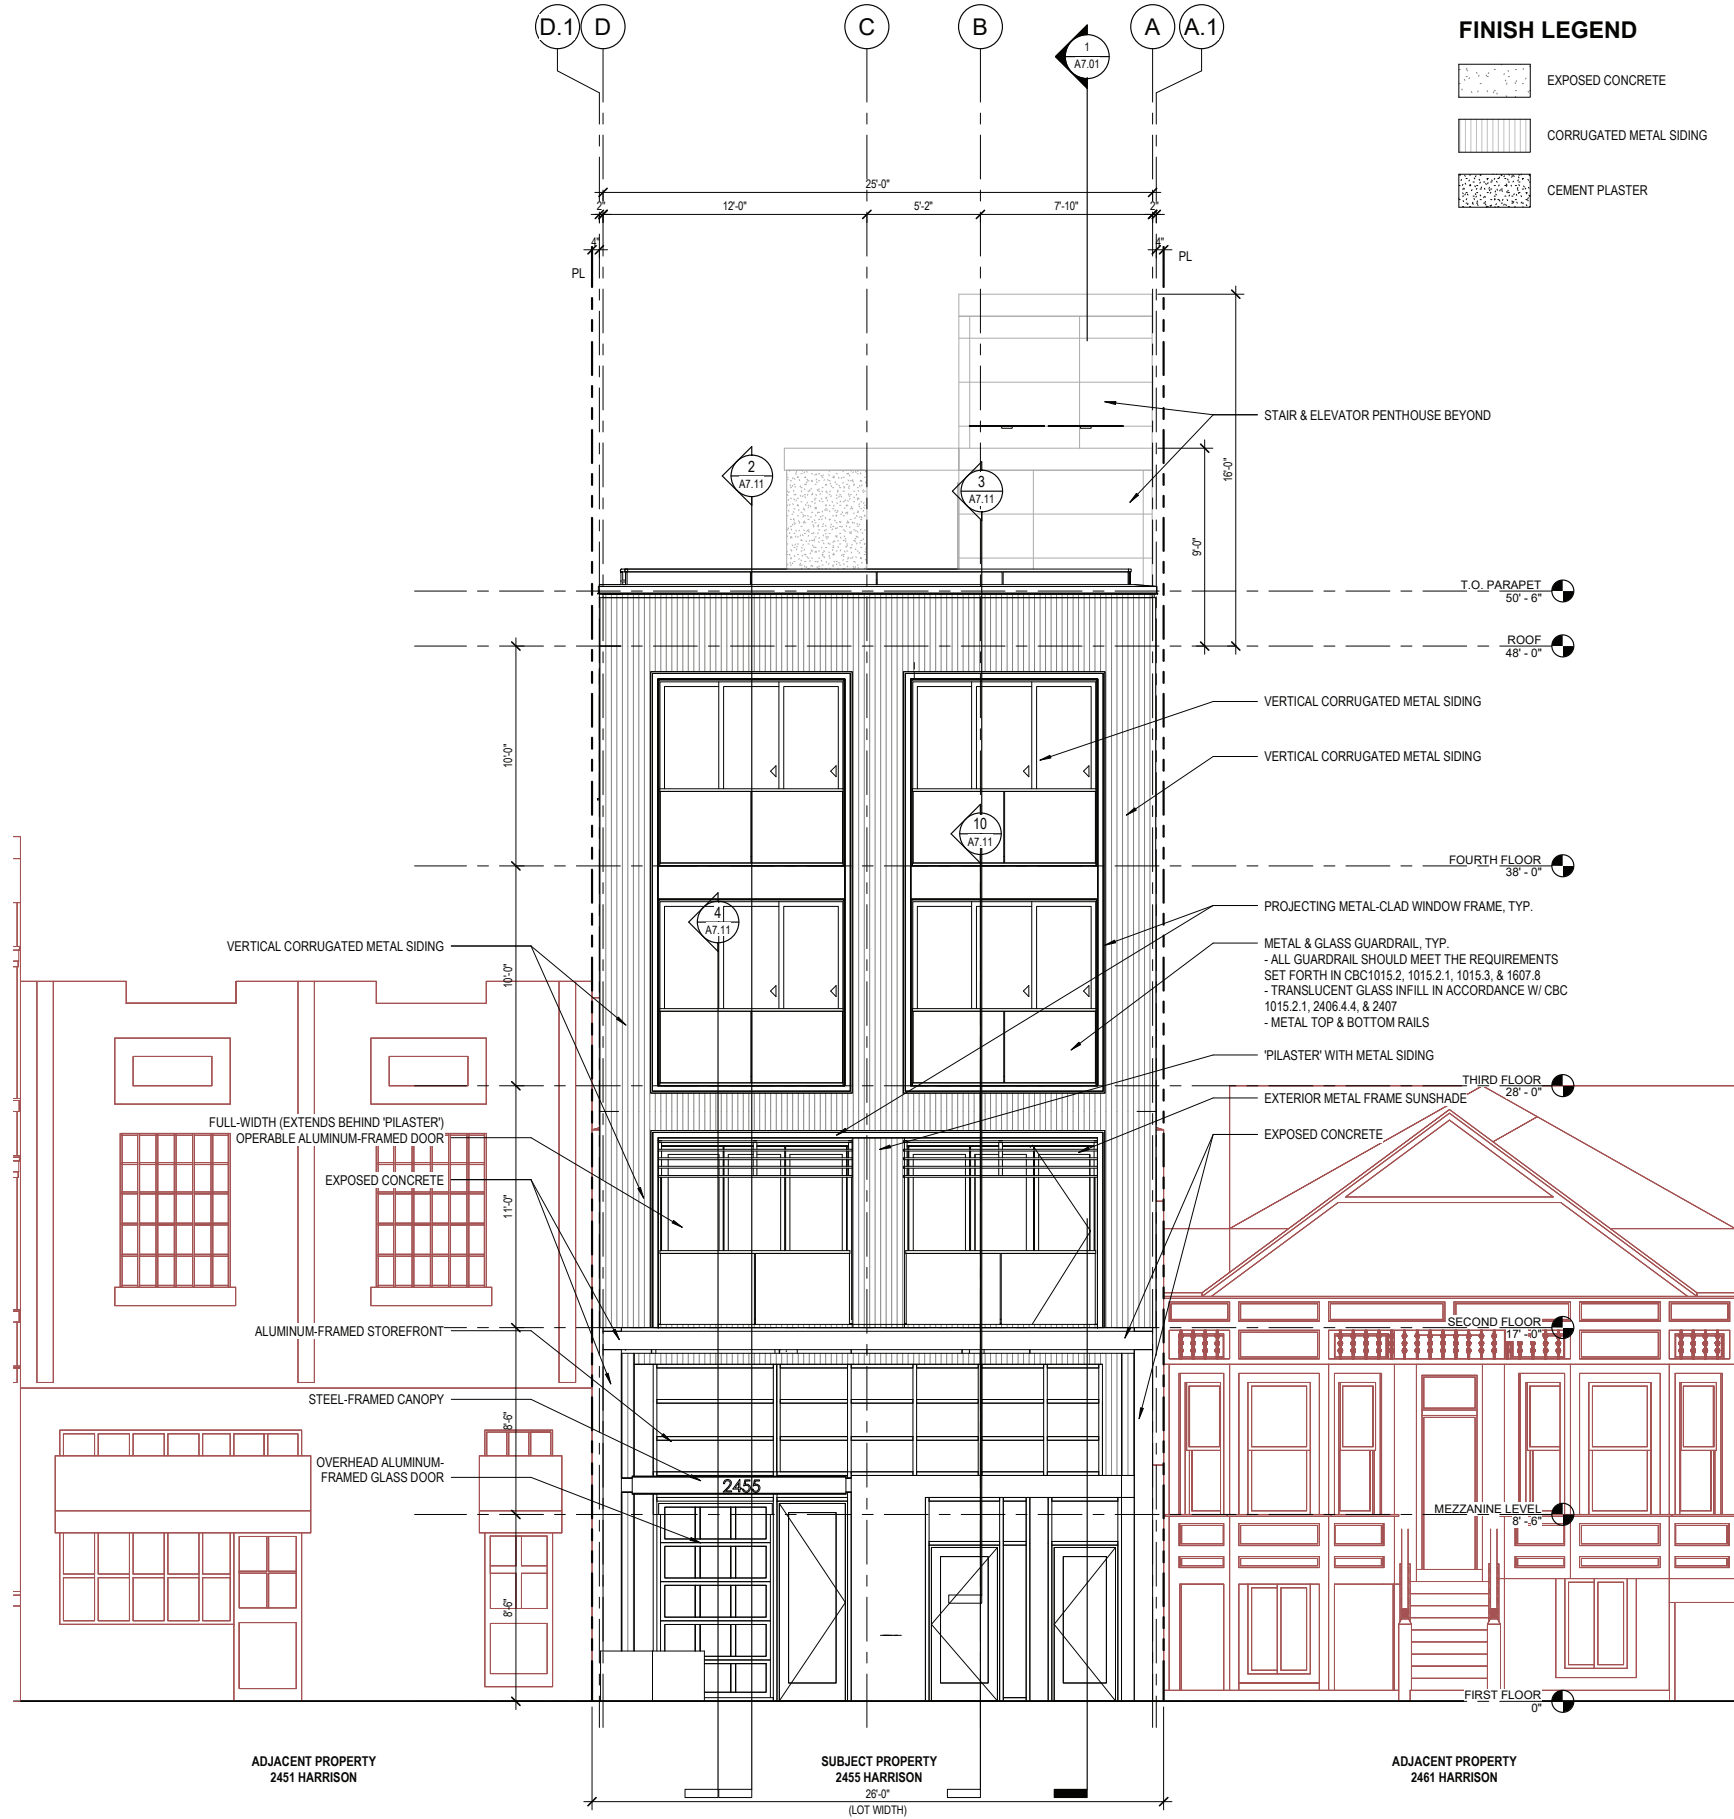 D.1
D
C
B
A
A.1
1
A7.01
FINISH LEGEND
EXPOSED CONCRETE
CORRUGATED METAL SIDING
CEMENT PLASTER
25'-0"
2"
12'-0"
5'-2"
7'-10"
2"
4"
4"
PL
PL
STAIR & ELEVATOR PENTHOUSE BEYOND
16'-0"
9'-0"
2
A7.11
3
A7.11
T.O. PARAPET
50' - 6"
ROOF
48' - 0"
VERTICAL CORRUGATED METAL SIDING
VERTICAL CORRUGATED METAL SIDING
10'-0"
10
A7.11
FOURTH FLOOR
38' - 0"
4
A7.11
PROJECTING METAL-CLAD WINDOW FRAME, TYP.
VERTICAL CORRUGATED METAL SIDING
METAL & GLASS GUARDRAIL, TYP.
- ALL GUARDRAIL SHOULD MEET THE REQUIREMENTS
SET FORTH IN CBC1015.2, 1015.2.1, 1015.3, & 1607.8
- TRANSLUCENT GLASS INFILL IN ACCORDANCE W/ CBC
1015.2.1, 2406.4.4, & 2407
- METAL TOP & BOTTOM RAILS
10'-0"
'PILASTER' WITH METAL SIDING
THIRD FLOOR
28' - 0"
EXTERIOR METAL FRAME SUNSHADE
FULL-WIDTH (EXTENDS BEHIND 'PILASTER')
OPERABLE ALUMINUM-FRAMED DOOR
EXPOSED CONCRETE
EXPOSED CONCRETE
11'-0"
ALUMINUM-FRAMED STOREFRONT
SECOND FLOOR
17' - 0"
STEEL-FRAMED CANOPY
8'-6"
OVERHEAD ALUMINUM-
FRAMED GLASS DOOR
2455
MEZZANINE LEVEL
8' - 6"
8'-6"
FIRST FLOOR
0"
ADJACENT PROPERTY
2451 HARRISON
SUBJECT PROPERTY
2455 HARRISON
26'-0"
(LOT WIDTH)
ADJACENT PROPERTY
2461 HARRISON